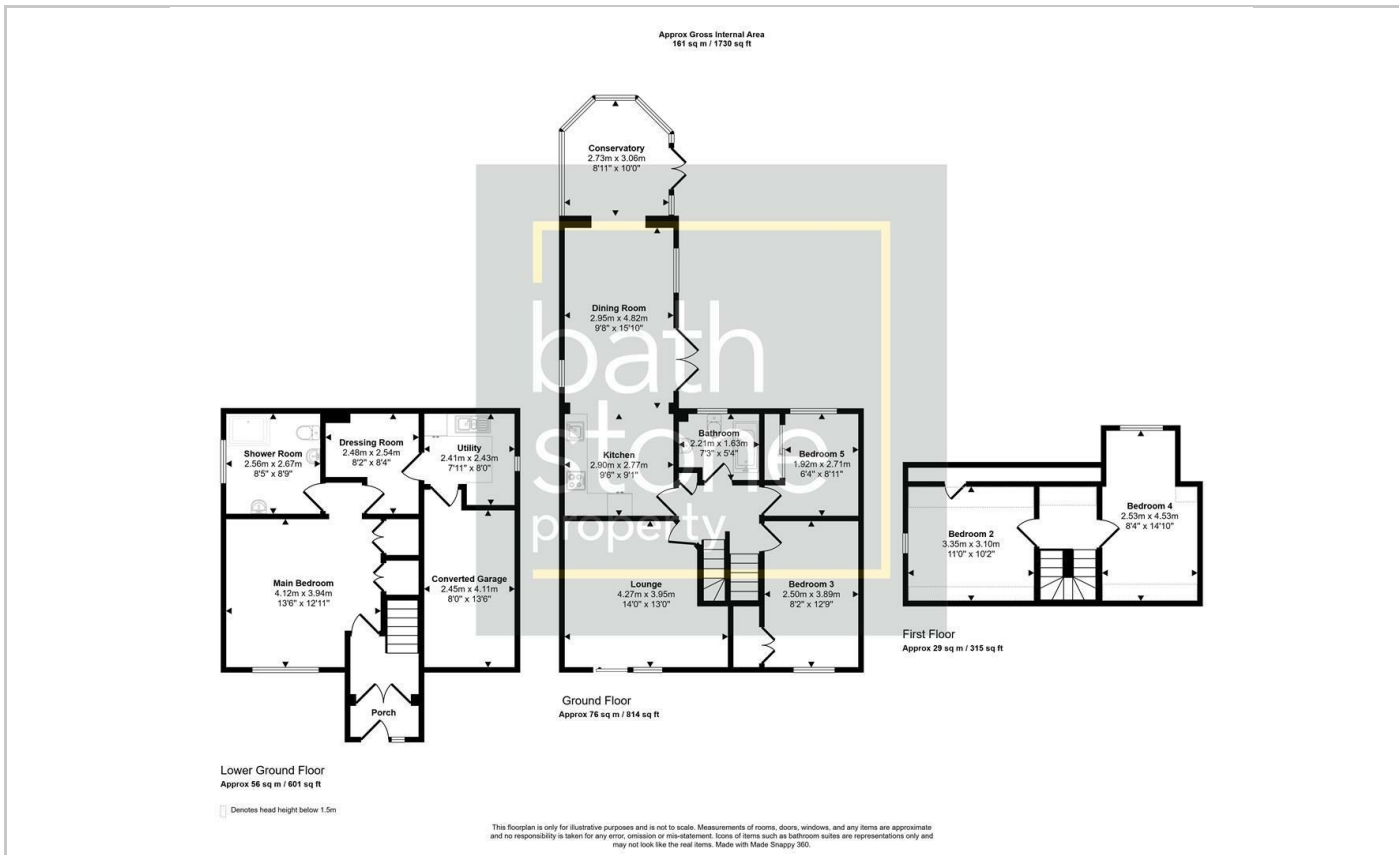 Approx Gross Internal Area
161 sq m / 1730 sq ft
Conservatory
2.73m x 3.06m
8'11" x 10'0"
Dining Room
2.95m x 4.82m
9'8" x 15'10"
bath
stone
property
Shower Room
2.56m x 2.67m
8'5" x 8'9"
Dressing Room
2.48m x 2.54m
8'2" x 8'4"
Utility
2.41m x 2.43m
7'11" x 8'0"
Main Bedroom
4.12m x 3.94m
13'6" x 12'11"
Converted Garage
2.45m x 4.11m
8'0" x 13'6"
Porch
Lower Ground Floor
Approx 56 sq m / 601 sq ft
Denotes head height below 1.5m
Kitchen
2.90m x 2.77m
9'6" x 9'1"
Bathroom
2.21m x 1.63m
7'3" x 5'4"
Bedroom 5
1.92m x 2.71m
6'4" x 8'11"
Lounge
4.27m x 3.95m
14'0" x 13'0"
Bedroom 3
2.50m x 3.89m
8'2" x 12'9"
Ground Floor
Approx 76 sq m / 814 sq ft
Bedroom 2
3.35m x 3.10m
11'0" x 10'2"
Bedroom 4
2.53m x 4.53m
8'4" x 14'10"
First Floor
Approx 29 sq m / 315 sq ft
This floorplan is only for illustrative purposes and is not to scale. Measurements of rooms, doors, windows, and any items are approximate
and no responsibility is taken for any error, omission or mis-statement. Icons of items such as bathroom suites are representations only and
may not look like the real items. Made with Made Snappy 360.